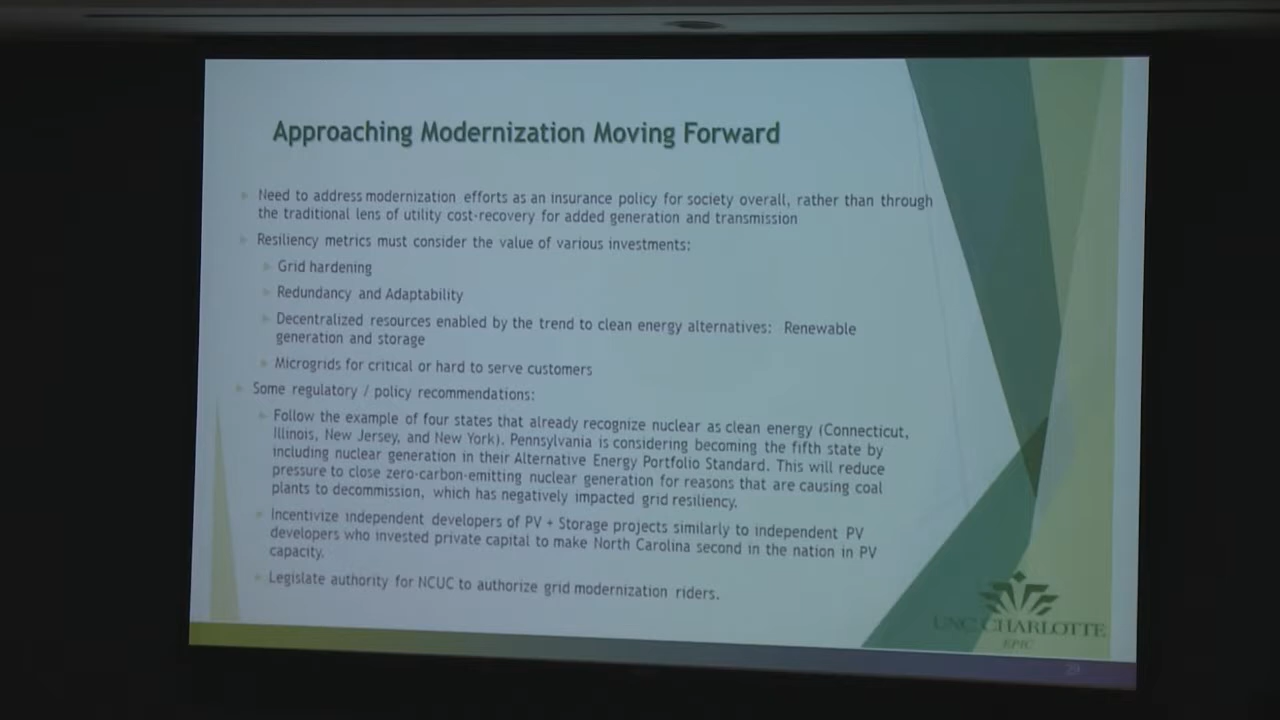 Approaching Modernization Moving Forward
Need to address modernization efforts as an insurance policy for society overall, rather than through
the traditional lens of utility cost-recovery for added generation and transmission
Resiliency metrics must consider the value of various investments:
Grid hardening
Redundancy and Adaptability
Decentralized resources enabled by the trend to clean energy alternatives: Renewable
generation and storage
Microgrids for critical or hard to serve customers
Some regulatory / policy recommendations:
Follow the example of four states that already recognize nuclear as clean energy (Connecticut,
Illinois, New Jersey, and New York). Pennsylvania is considering becoming the fifth state by
including nuclear generation in their Alternative Energy Portfolio Standard. This will reduce
pressure to close zero-carbon-emitting nuclear generation for reasons that are causing coal
plants to decommission, which has negatively impacted grid resiliency.
Incentivize independent developers of PV + Storage projects similarly to independent PV
developers who invested private capital to make North Carolina second in the nation in PV
capacity.
Legislate authority for NCUC to authorize grid modernization riders.
UNC CHARLOTTE
EPIC
29